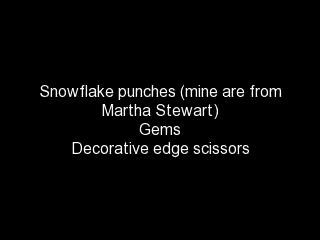 Snowflake punches (mine are from
Martha Stewart)
Gems
Decorative edge scissors